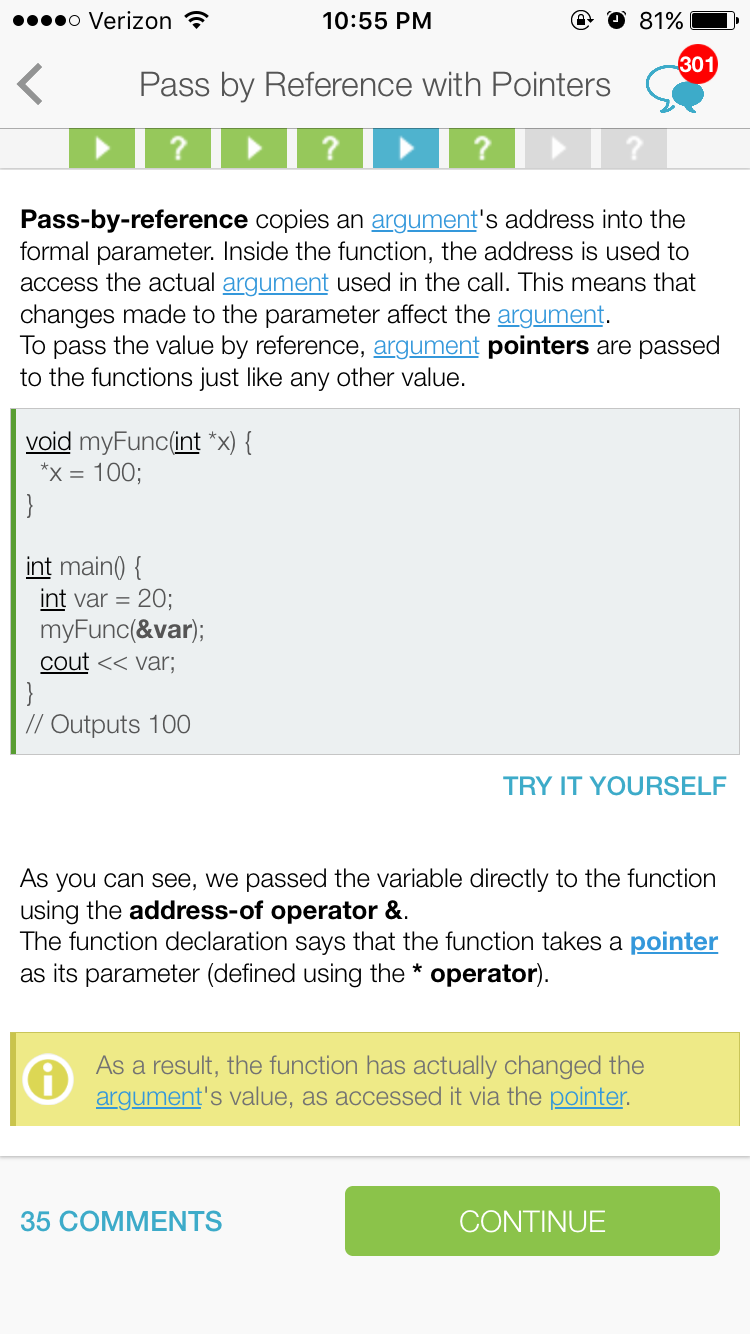 Verizon 10:55 PM 81%
Pass by Reference with Pointers 301
? ? ? ?
Pass-by-reference copies an argument's address into the
formal parameter. Inside the function, the address is used to
access the actual argument used in the call. This means that
changes made to the parameter affect the argument.
To pass the value by reference, argument pointers are passed
to the functions just like any other value.
void myFunc(int *x) {
*x = 100;
}
int main() {
int var = 20;
myFunc(&var);
cout << var;
}
// Outputs 100
TRY IT YOURSELF
As you can see, we passed the variable directly to the function
using the address-of operator &.
The function declaration says that the function takes a pointer
as its parameter (defined using the * operator).
As a result, the function has actually changed the
argument's value, as accessed it via the pointer.
35 COMMENTS CONTINUE